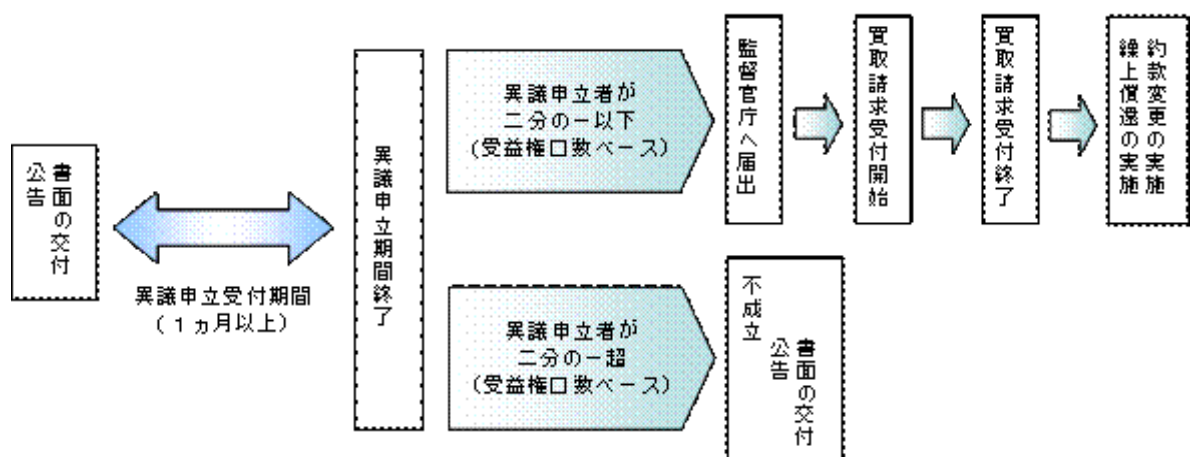 書面の交付
公告
異議申立受付期間
(1ヵ月以上)
異議申立期間終了
異議申立者が
二分の一以下
(受益権口数ベース)
監督官庁へ届出
買取請求受付開始
買取請求受付終了
約款変更の実施
繰上償還の実施
異議申立者が
二分の一超
(受益権口数ベース)
不成立
書面の交付
公告